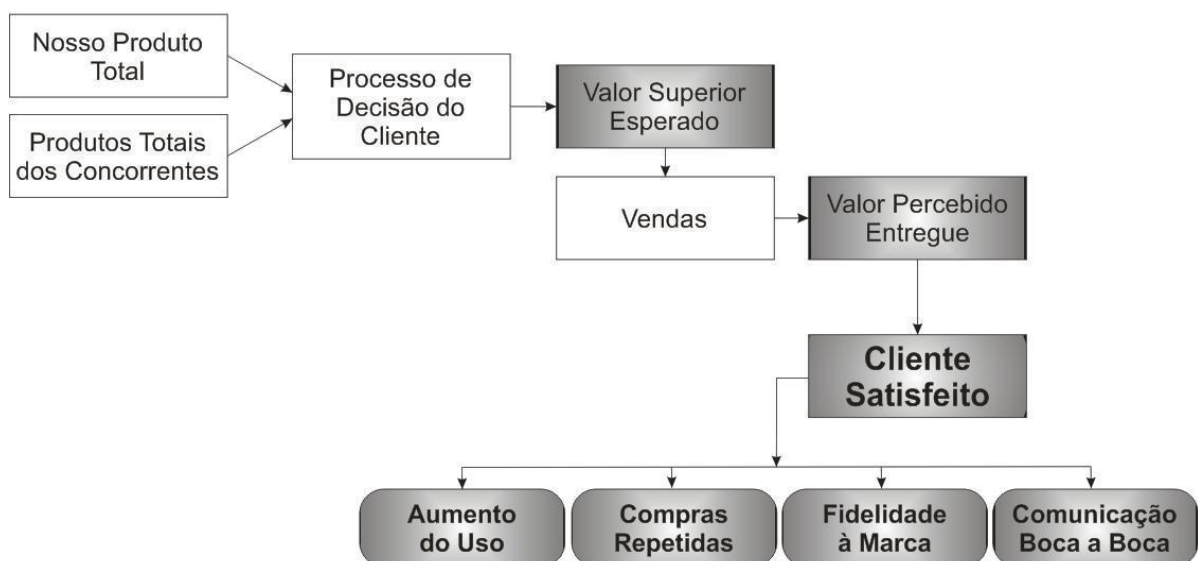 Nosso Produto
Total
Produtos Totais
dos Concorrentes
Processo de
Decisão do
Cliente
Valor Superior
Esperado
Vendas
Valor Percebido
Entregue
Cliente
Satisfeito
Aumento
do Uso
Compras
Repetidas
Fidelidade
à Marca
Comunicação
Boca a Boca